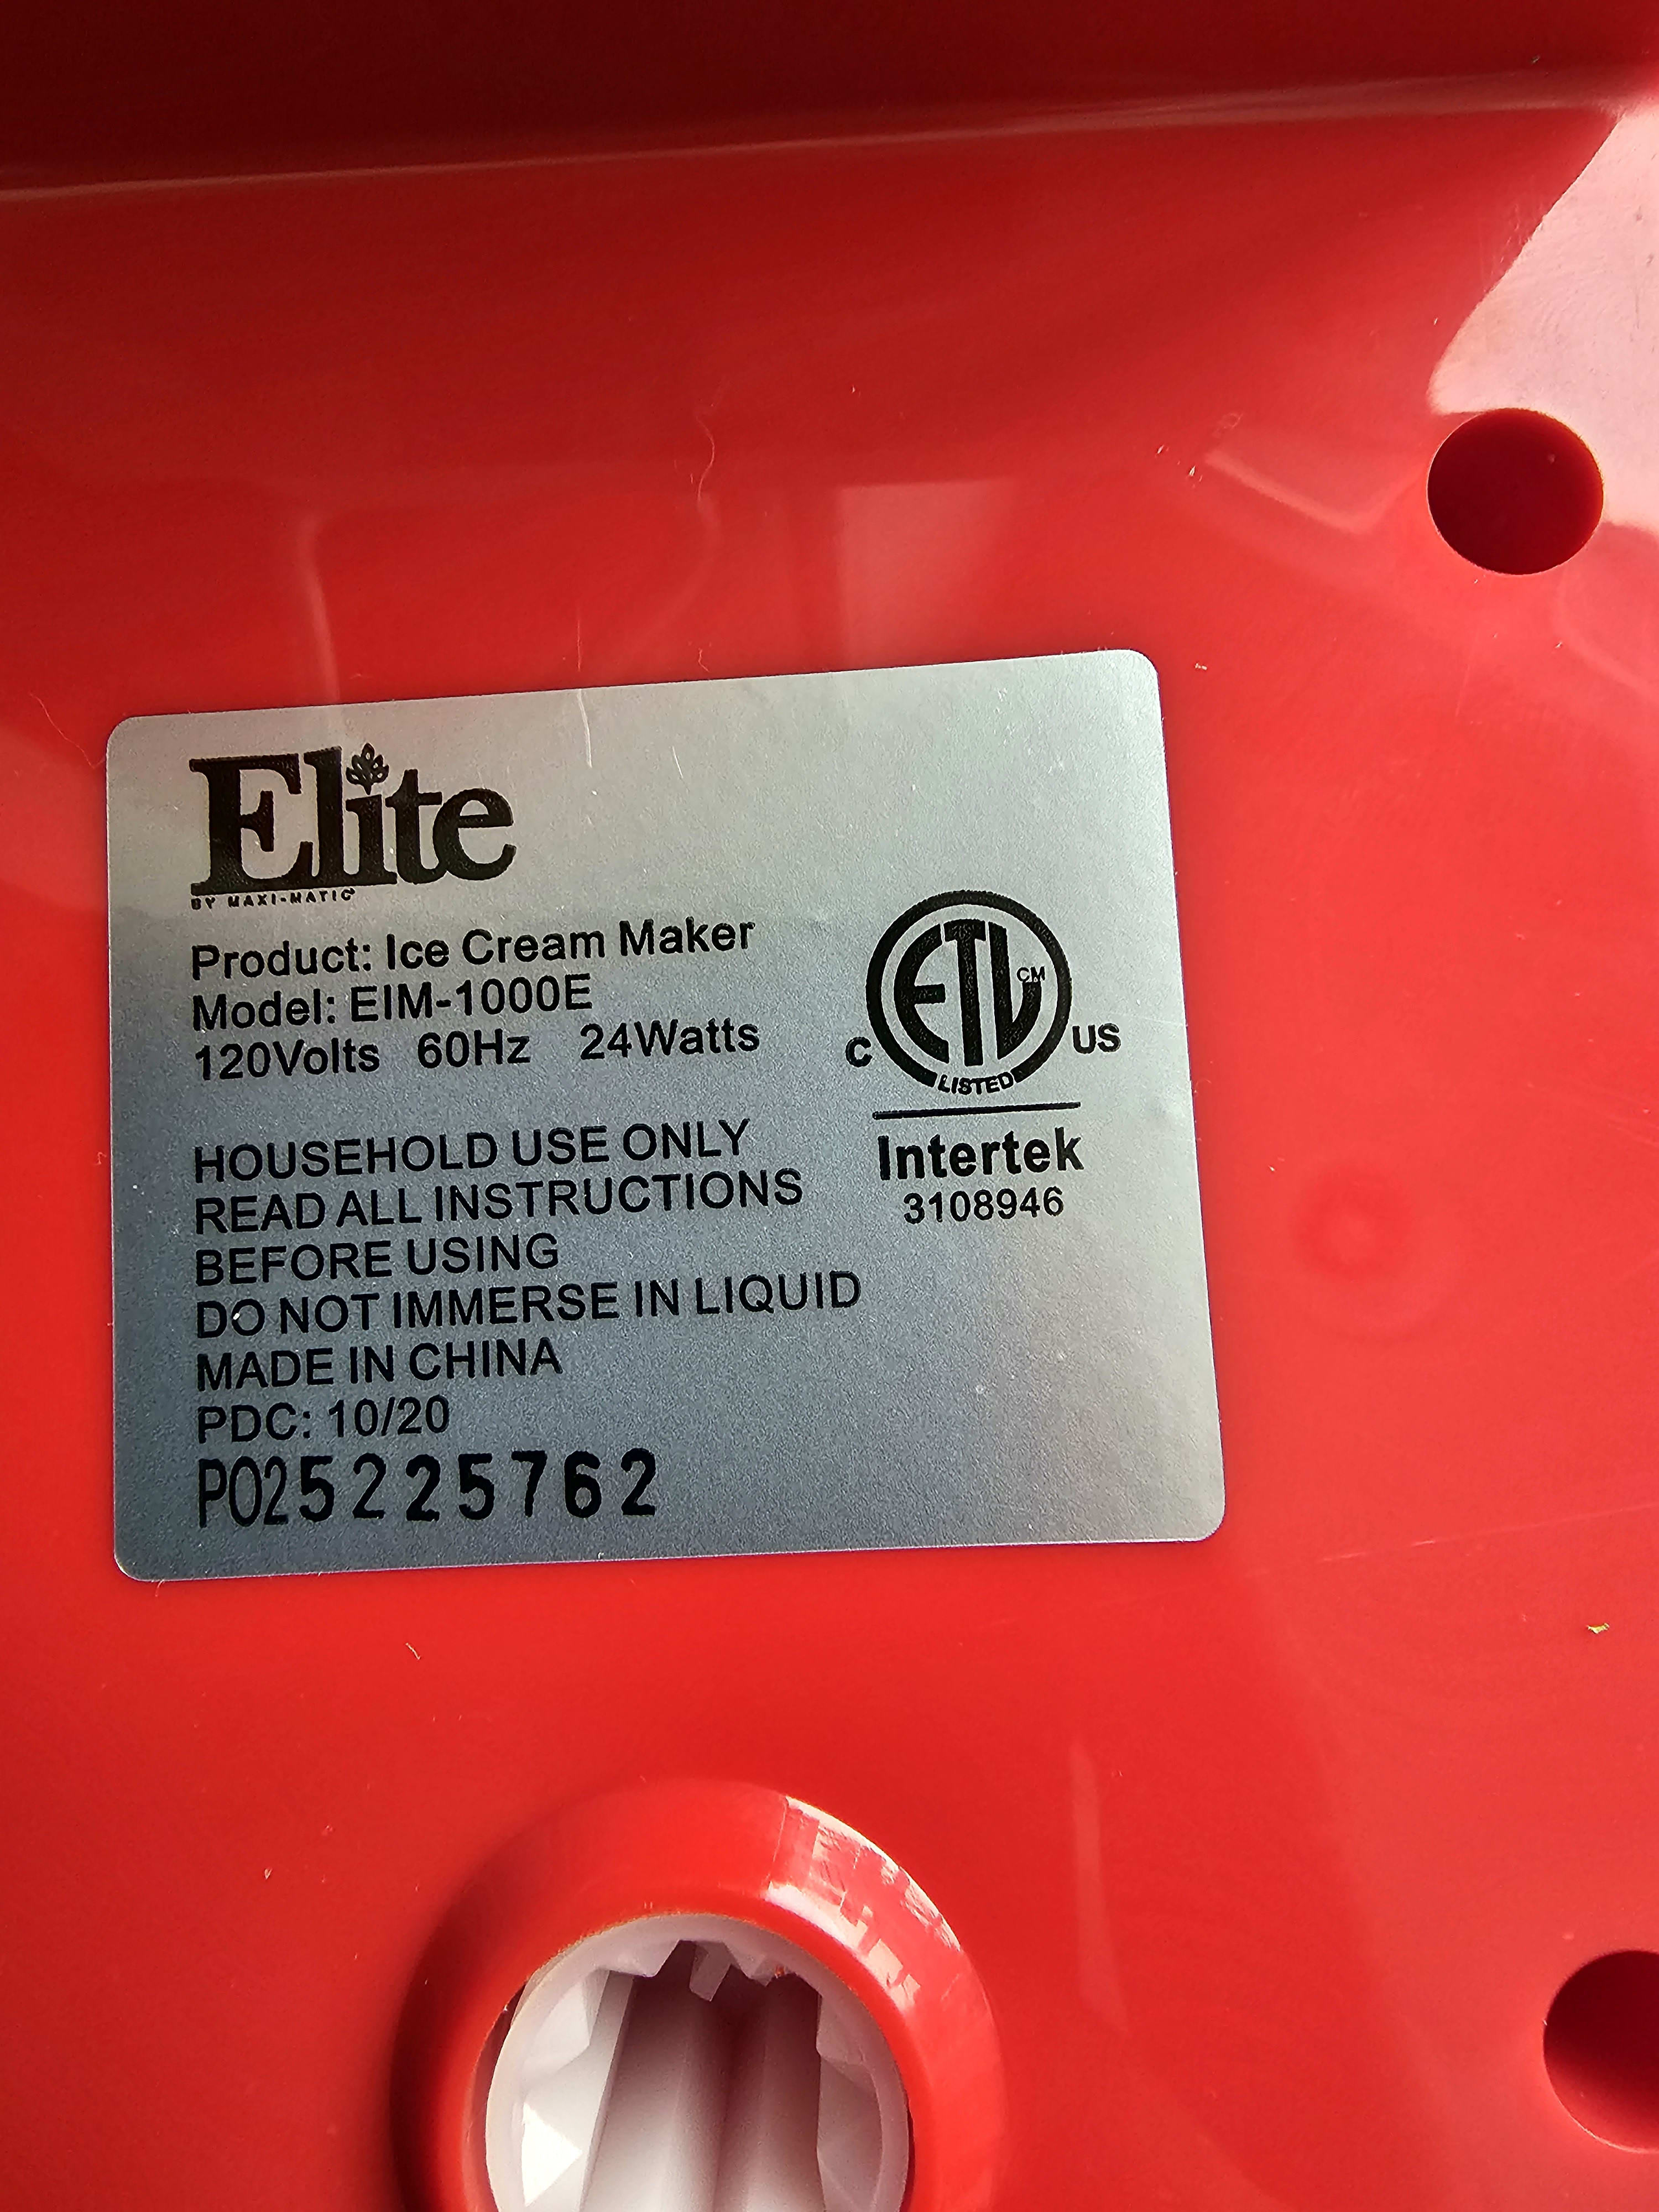 Elite
BY MAXI-MATIC®
Product: Ice Cream Maker
Model: EIM-1000E
120Volts 60Hz 24Watts
HOUSEHOLD USE ONLY
READ ALL INSTRUCTIONS
BEFORE USING
DO NOT IMMERSE IN LIQUID
MADE IN CHINA
PDC: 10/20
PO25225762
ETL CM
C US
LISTED
Intertek
3108946